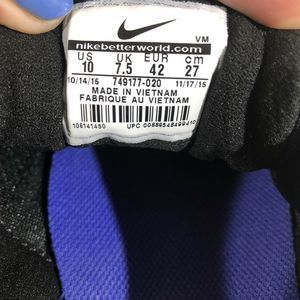 VM
nikebetterworld.com
US UK EUR cm
10 7.5 42 27
10/14/15 749177-020 11/17/15
MADE IN VIETNAM
FABRIQUE AU VIETNAM
106141450
UPC